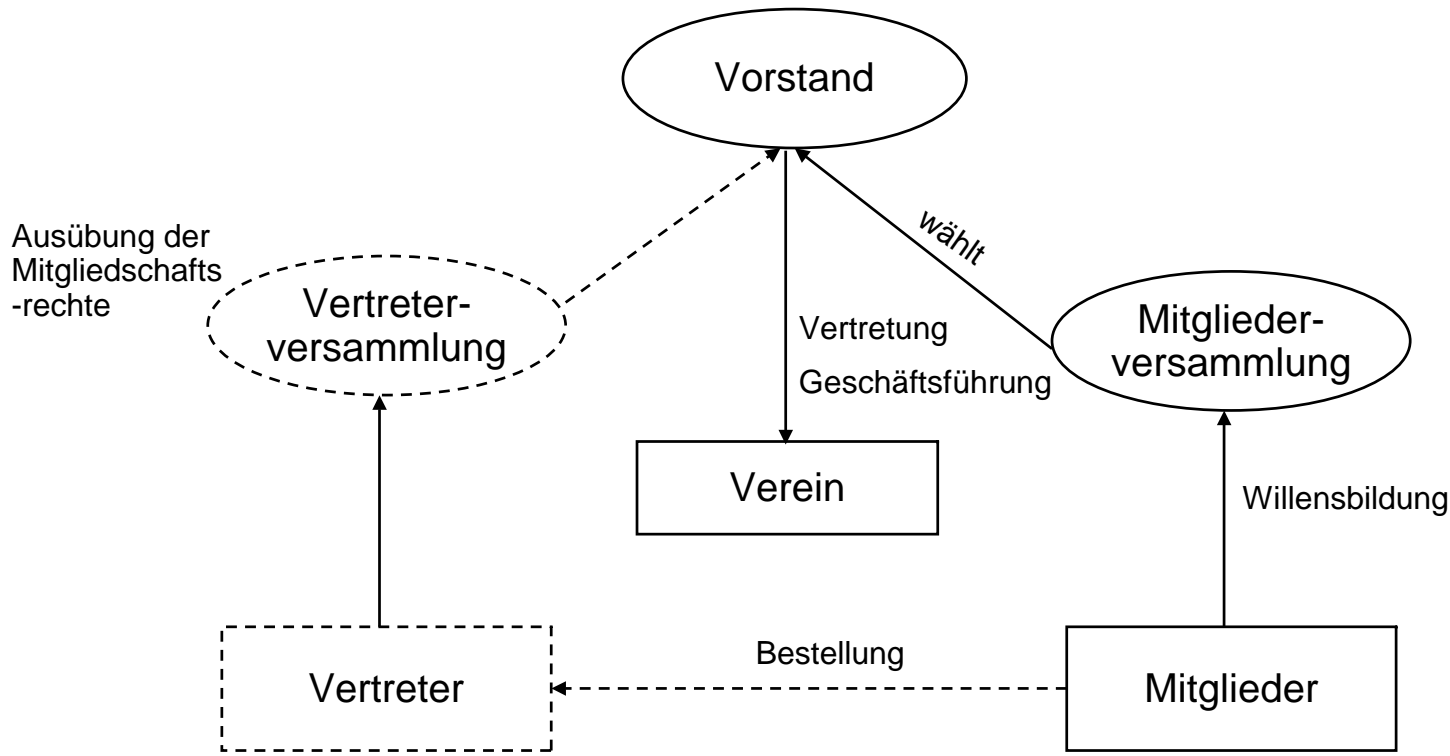 Vorstand
wählt
Ausübung der
Mitgliedschafts
-rechte
Vertreter-
versammlung
Vertretung
Geschäftsführung
Mitglieder-
versammlung
Verein
Willensbildung
Bestellung
Vertreter
Mitglieder